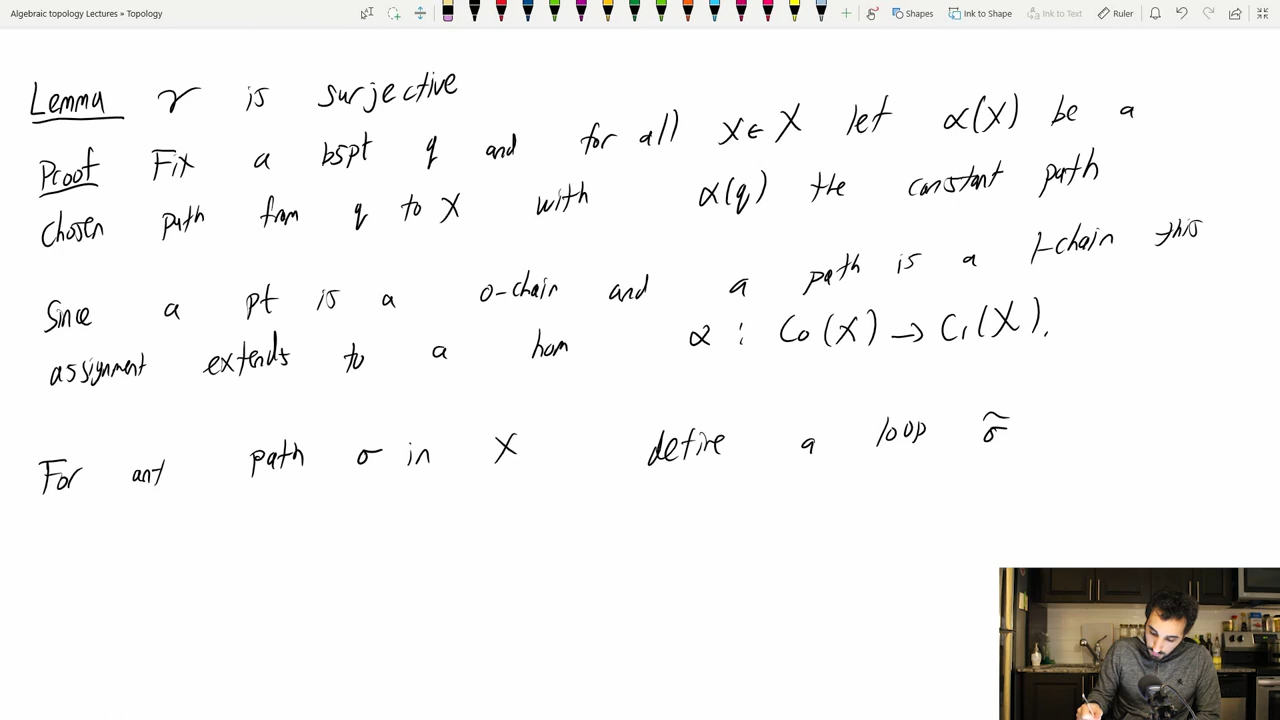 Algebraic topology Lectures » Topology
Shapes Ink to Shape Ink to Text Ruler
Lemma γ is surjective
Proof Fix a bspt q and for all X ∈ X let α(X) be a
chosen path from q to X with α(q) the constant path
Since a pt is a 0-chain and a path is a 1-chain this
assignment extends to a hom α : C₀(X) → C₁(X).
For any path σ in X define a loop σ̃